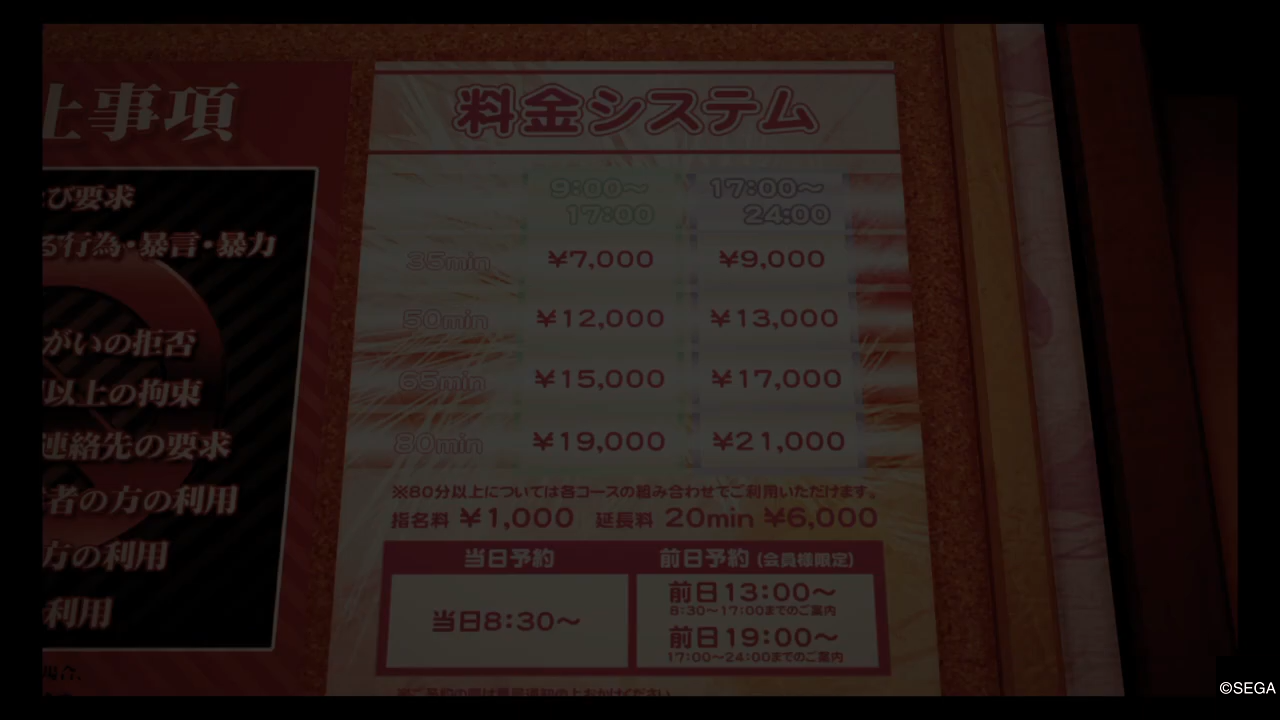 止事項
び要求
る行為・暴言・暴力
がいの拒否
以上の拘束
連絡先の要求
者の方の利用
方の利用
利用
料金システム
9:00～17:00 17:00～24:00
35min ¥7,000 ¥9,000
50min ¥12,000 ¥13,000
65min ¥15,000 ¥17,000
80min ¥19,000 ¥21,000
※80分以上については各コースの組み合わせでご利用いただけます。
指名料 ¥1,000 延長料 20min ¥6,000
当日予約 前日予約（会員様限定）
当日8:30～
前日13:00～
8:30～17:00までのご案内
前日19:00～
17:00～24:00までのご案内
©SEGA